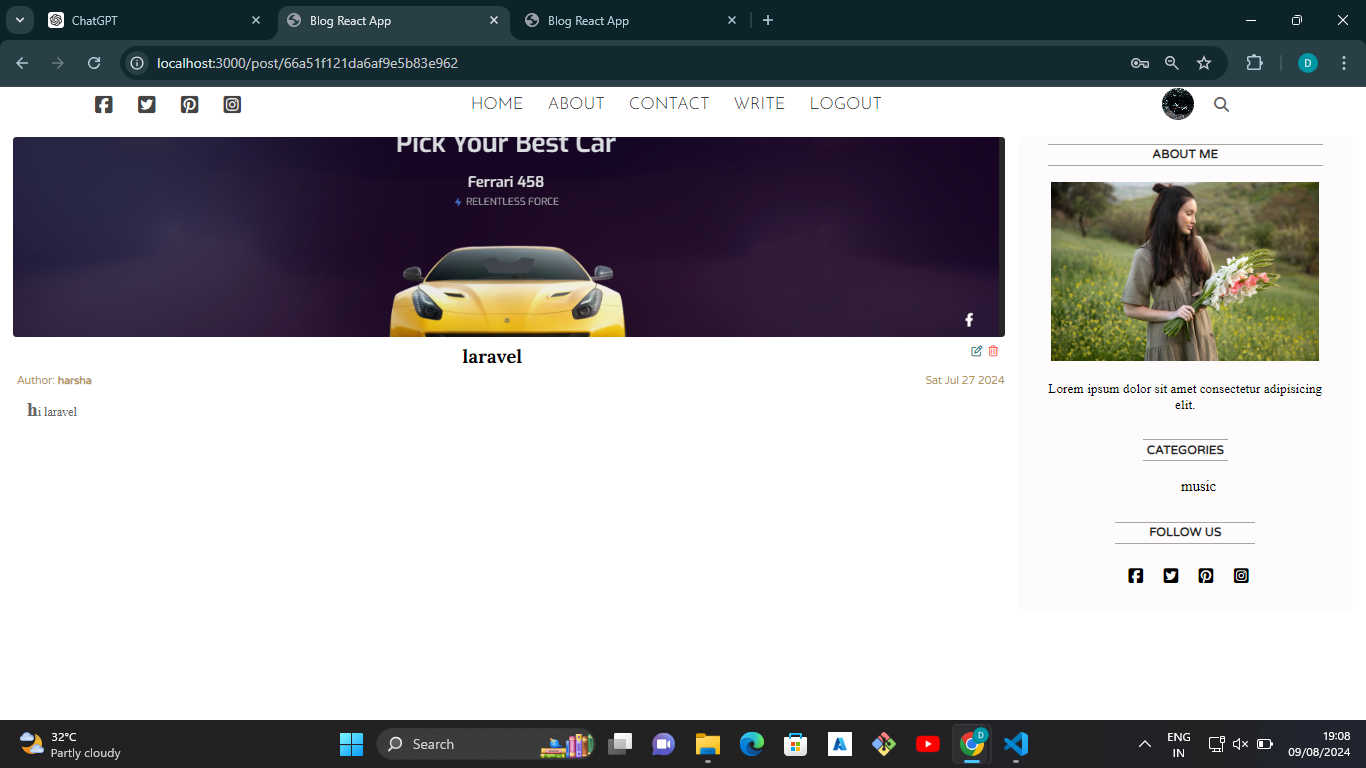 ChatGPT
Blog React App
Blog React App
localhost:3000/post/66a51f121da6af9e5b83e962
D
HOME ABOUT CONTACT WRITE LOGOUT
Pick Your Best Car
Ferrari 458
RELENTLESS FORCE
laravel
Author: harsha
Sat Jul 27 2024
hi laravel
ABOUT ME
Lorem ipsum dolor sit amet consectetur adipisicing
elit.
CATEGORIES
music
FOLLOW US
32°C
Partly cloudy
Search
D
ENG
IN
19:08
09/08/2024